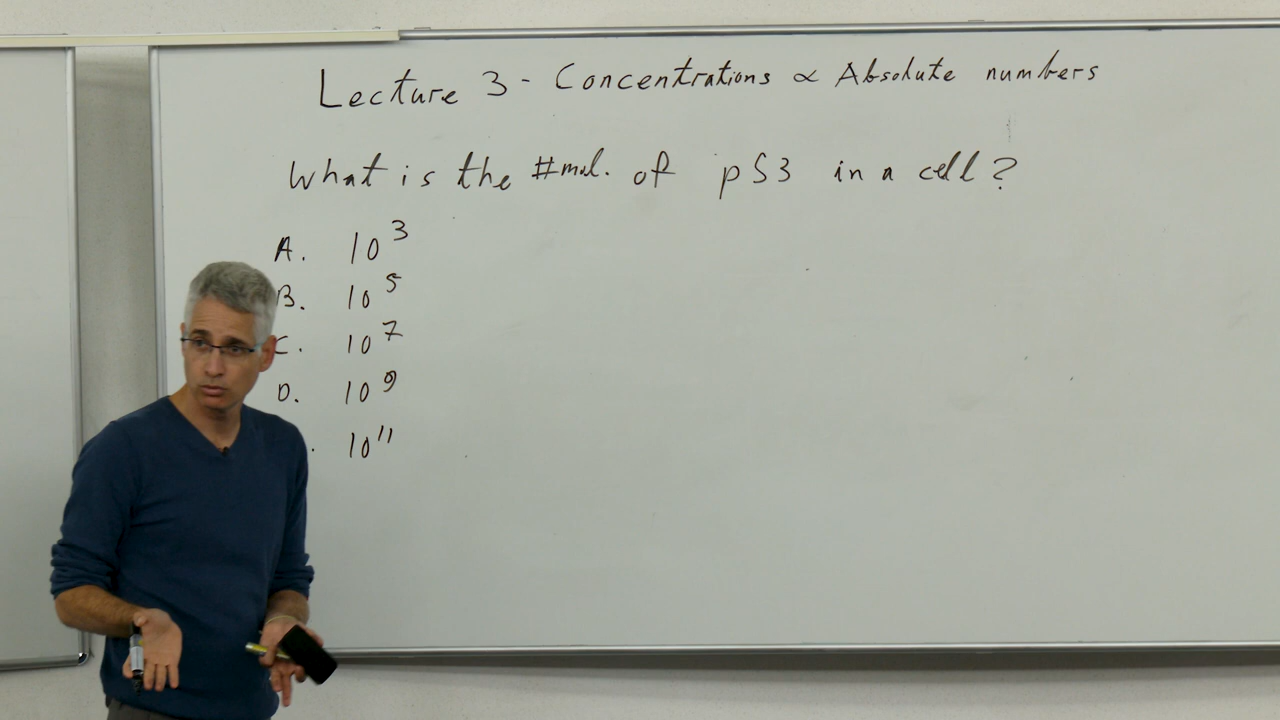 Lecture 3 - Concentrations & Absolute numbers
What is the #mol. of p53 in a cell?
A. 10^3
B. 10^5
C. 10^7
D. 10^9
. 10^11